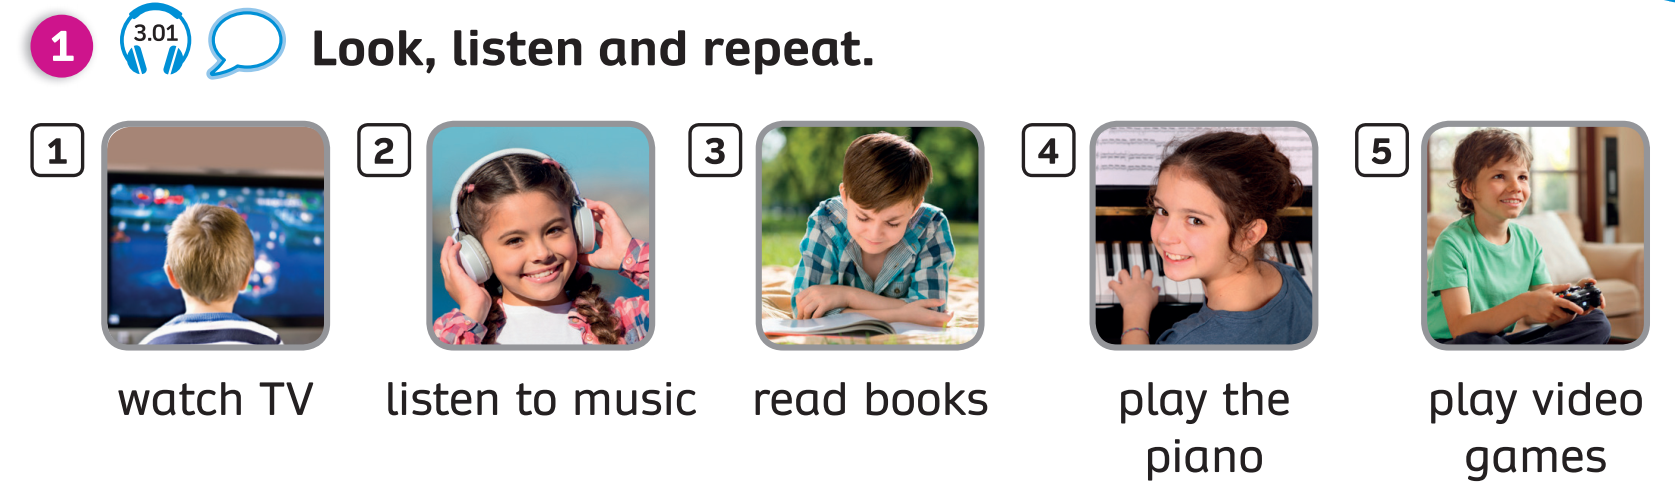 1 3.01 Look, listen and repeat.
1 2 3 4 5
watch TV
listen to music
read books
play the
piano
play video
games